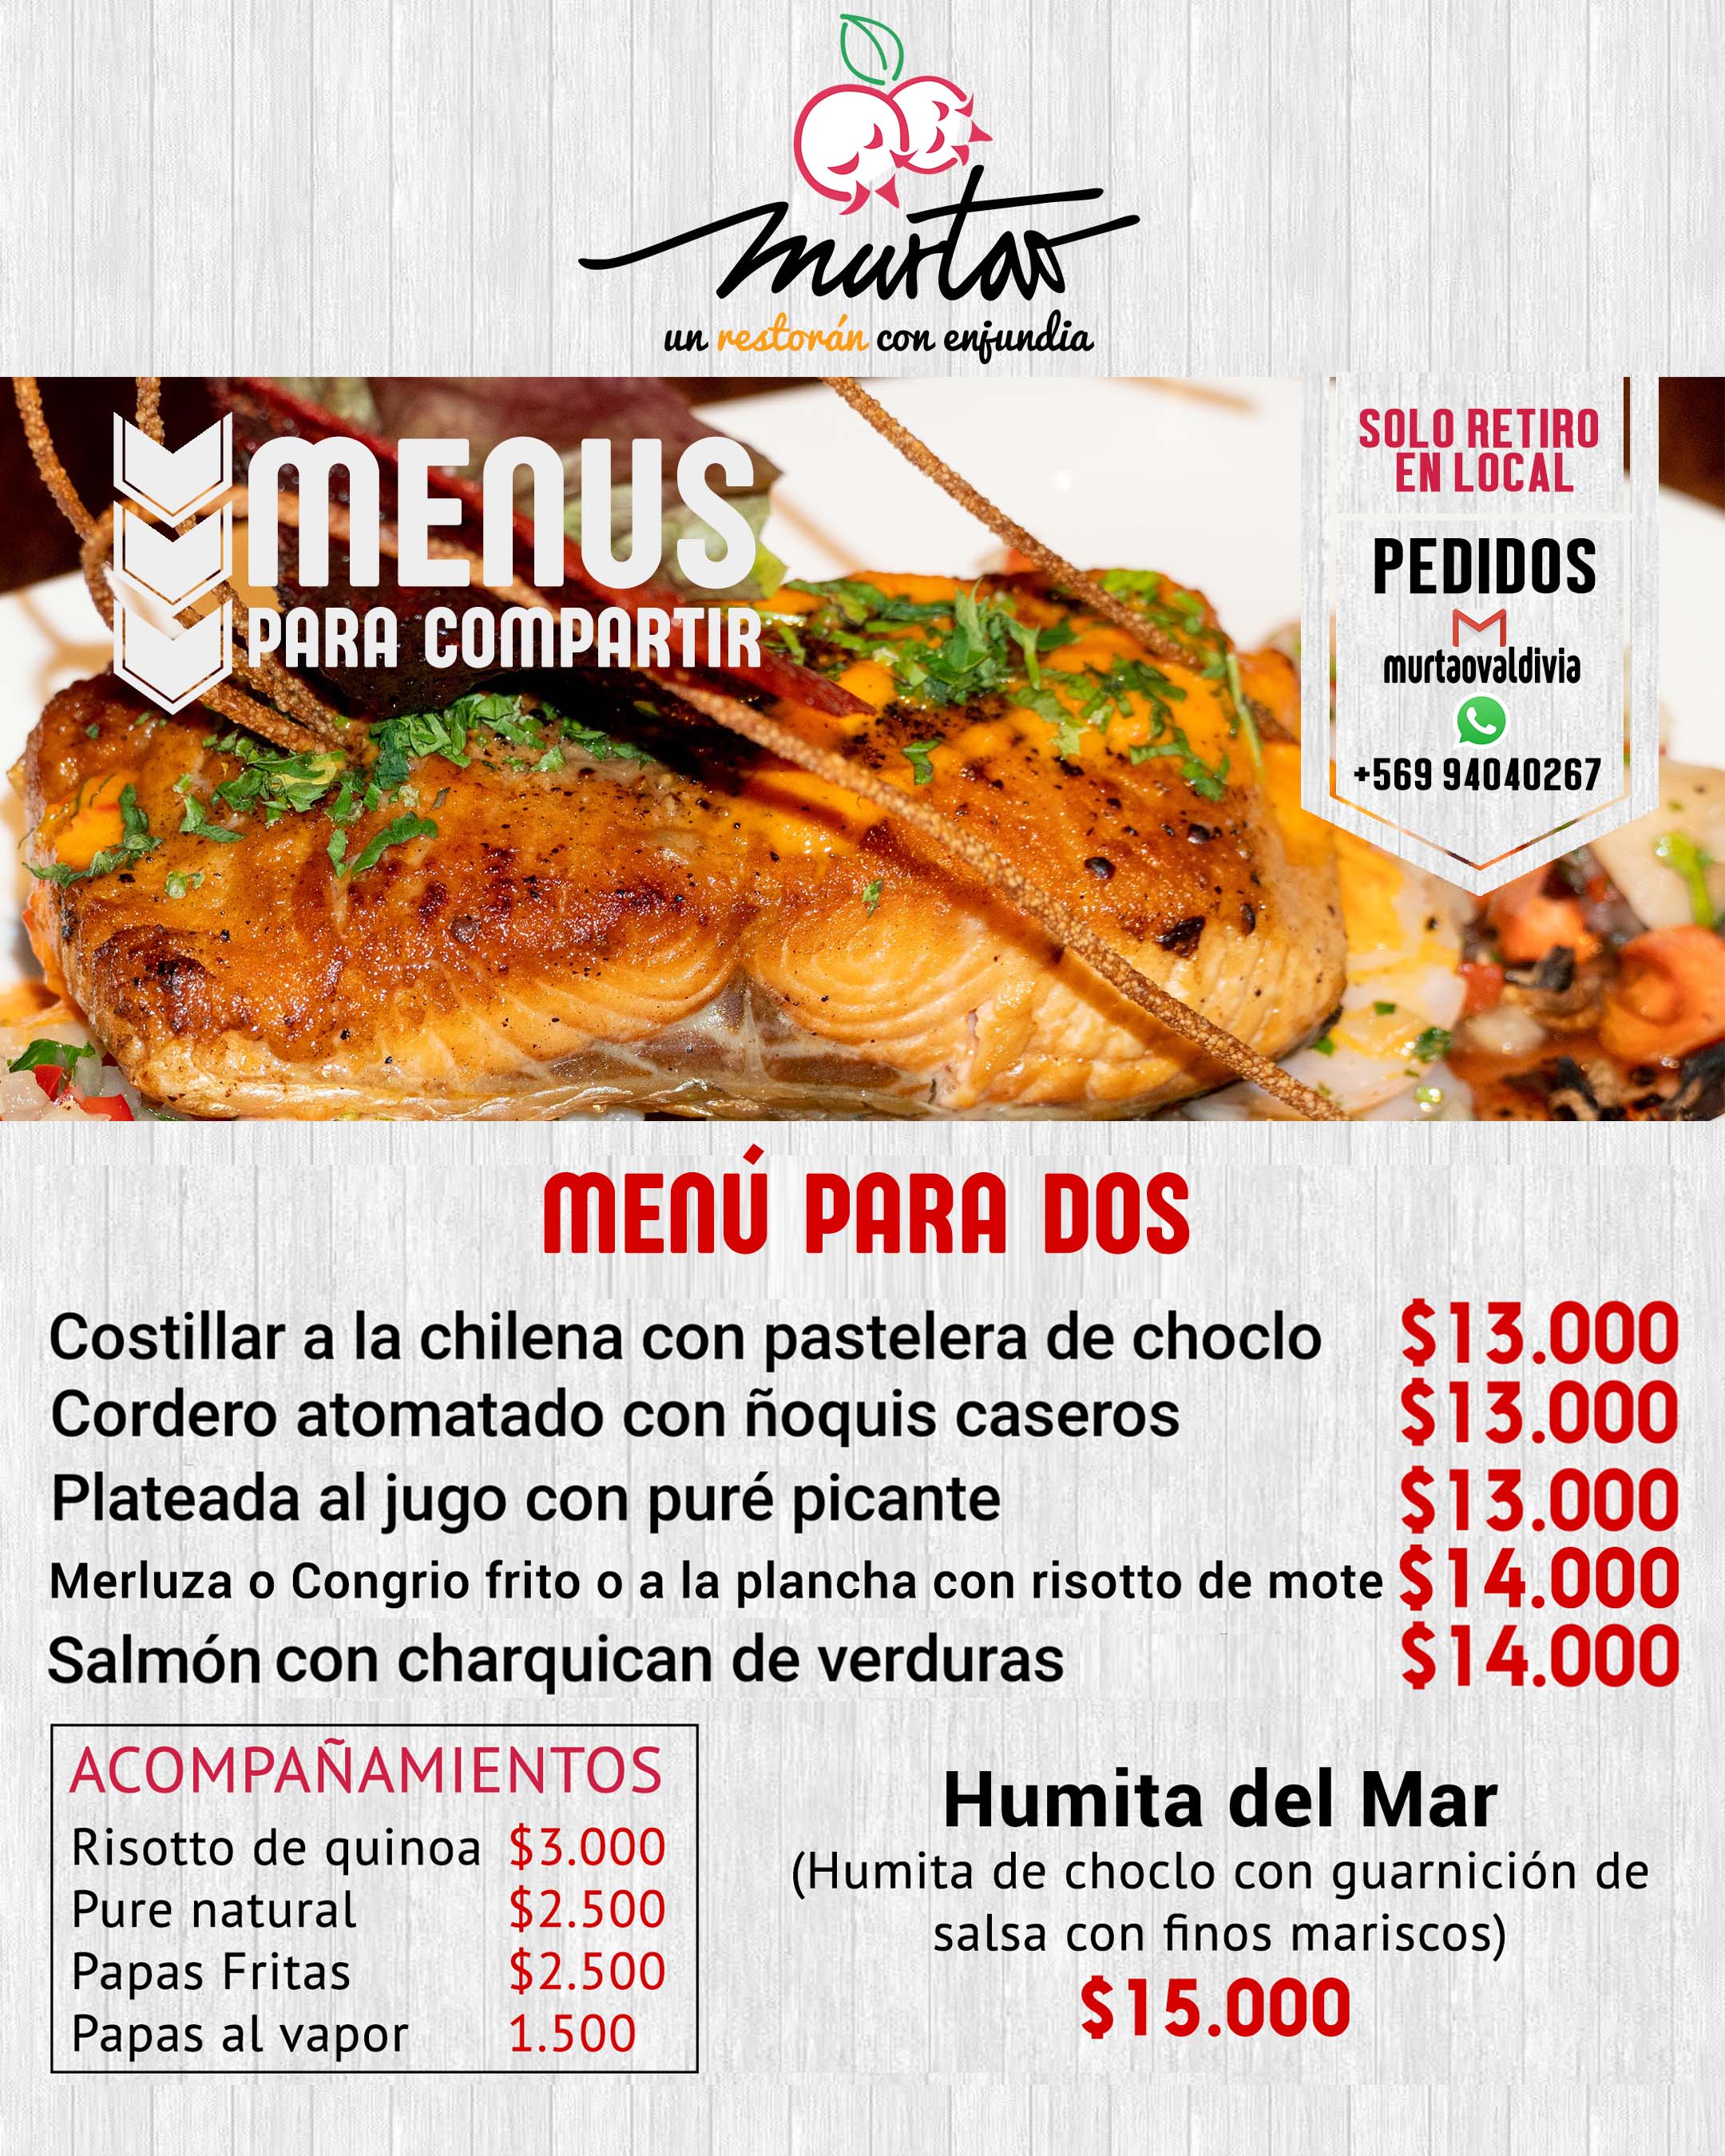 murtao
un restorán con enjundia
MENUS
PARA COMPARTIR
SOLO RETIRO
EN LOCAL
PEDIDOS
murtaovaldivia
+569 94040267
MENÚ PARA DOS
Costillar a la chilena con pastelera de choclo $13.000
Cordero atomatado con ñoquis caseros $13.000
Plateada al jugo con puré picante $13.000
Merluza o Congrio frito o a la plancha con risotto de mote $14.000
Salmón con charquican de verduras $14.000
ACOMPAÑAMIENTOS
Risotto de quinoa $3.000
Pure natural $2.500
Papas Fritas $2.500
Papas al vapor 1.500
Humita del Mar
(Humita de choclo con guarnición de
salsa con finos mariscos)
$15.000